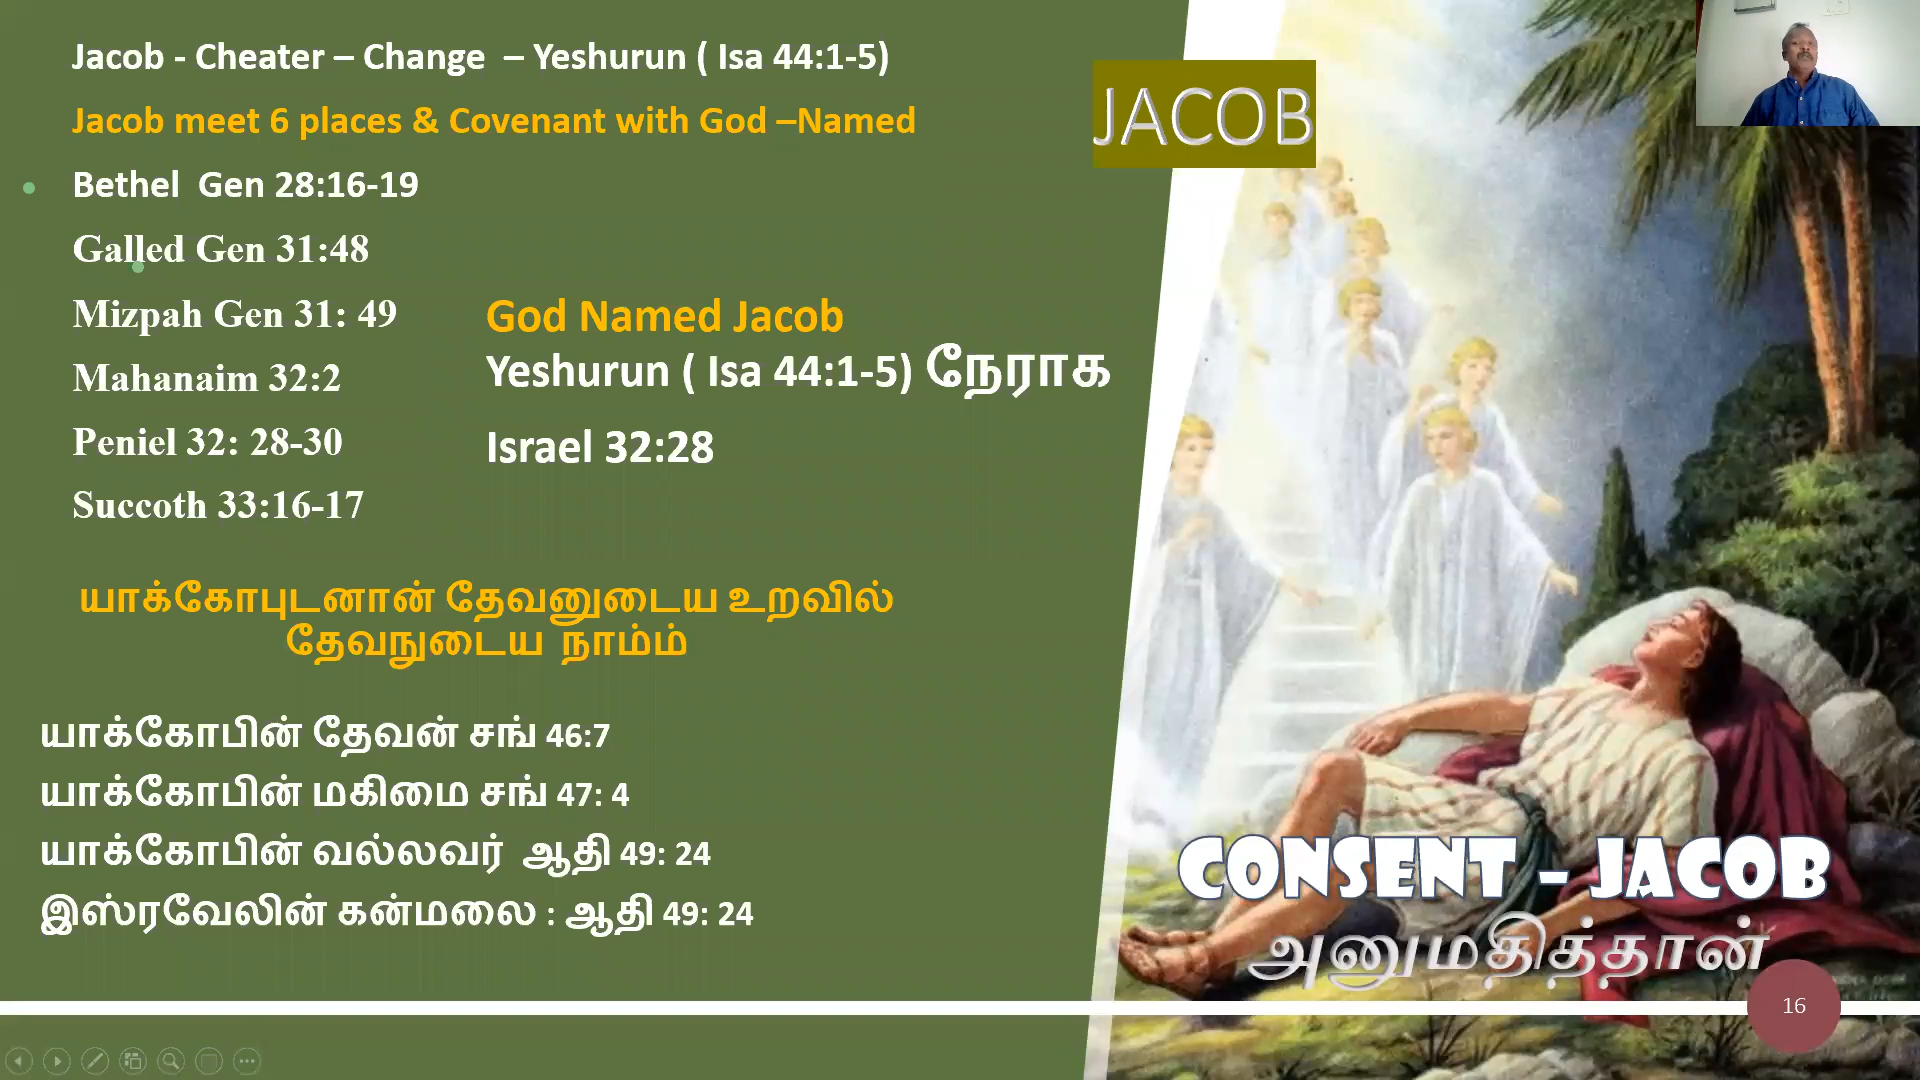 Jacob - Cheater – Change – Yeshurun ( Isa 44:1-5)
Jacob meet 6 places & Covenant with God –Named
Bethel Gen 28:16-19
Galled Gen 31:48
Mizpah Gen 31: 49
Mahanaim 32:2
Peniel 32: 28-30
Succoth 33:16-17
God Named Jacob
Yeshurun ( Isa 44:1-5) நேராக
Israel 32:28
யாக்கோபுடனான் தேவனுடைய உறவில்
தேவநுடைய நாம்ம்
யாக்கோபின் தேவன் சங் 46:7
யாக்கோபின் மகிமை சங் 47: 4
யாக்கோபின் வல்லவர் ஆதி 49: 24
இஸ்ரவேலின் கன்மலை : ஆதி 49: 24
JACOB
CONSENT – JACOB
அனுமதித்தான்
16